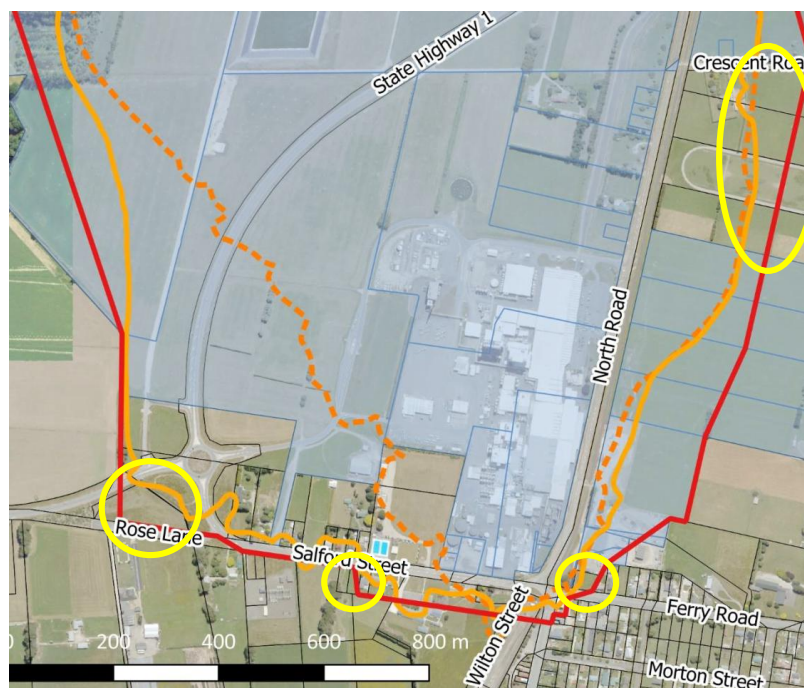 State Highway 1
Crescent Roa
North Road
Rose Lane
Salford Street
Wilton Street
Ferry Road
Morton Street
0 200 400 600 800 m